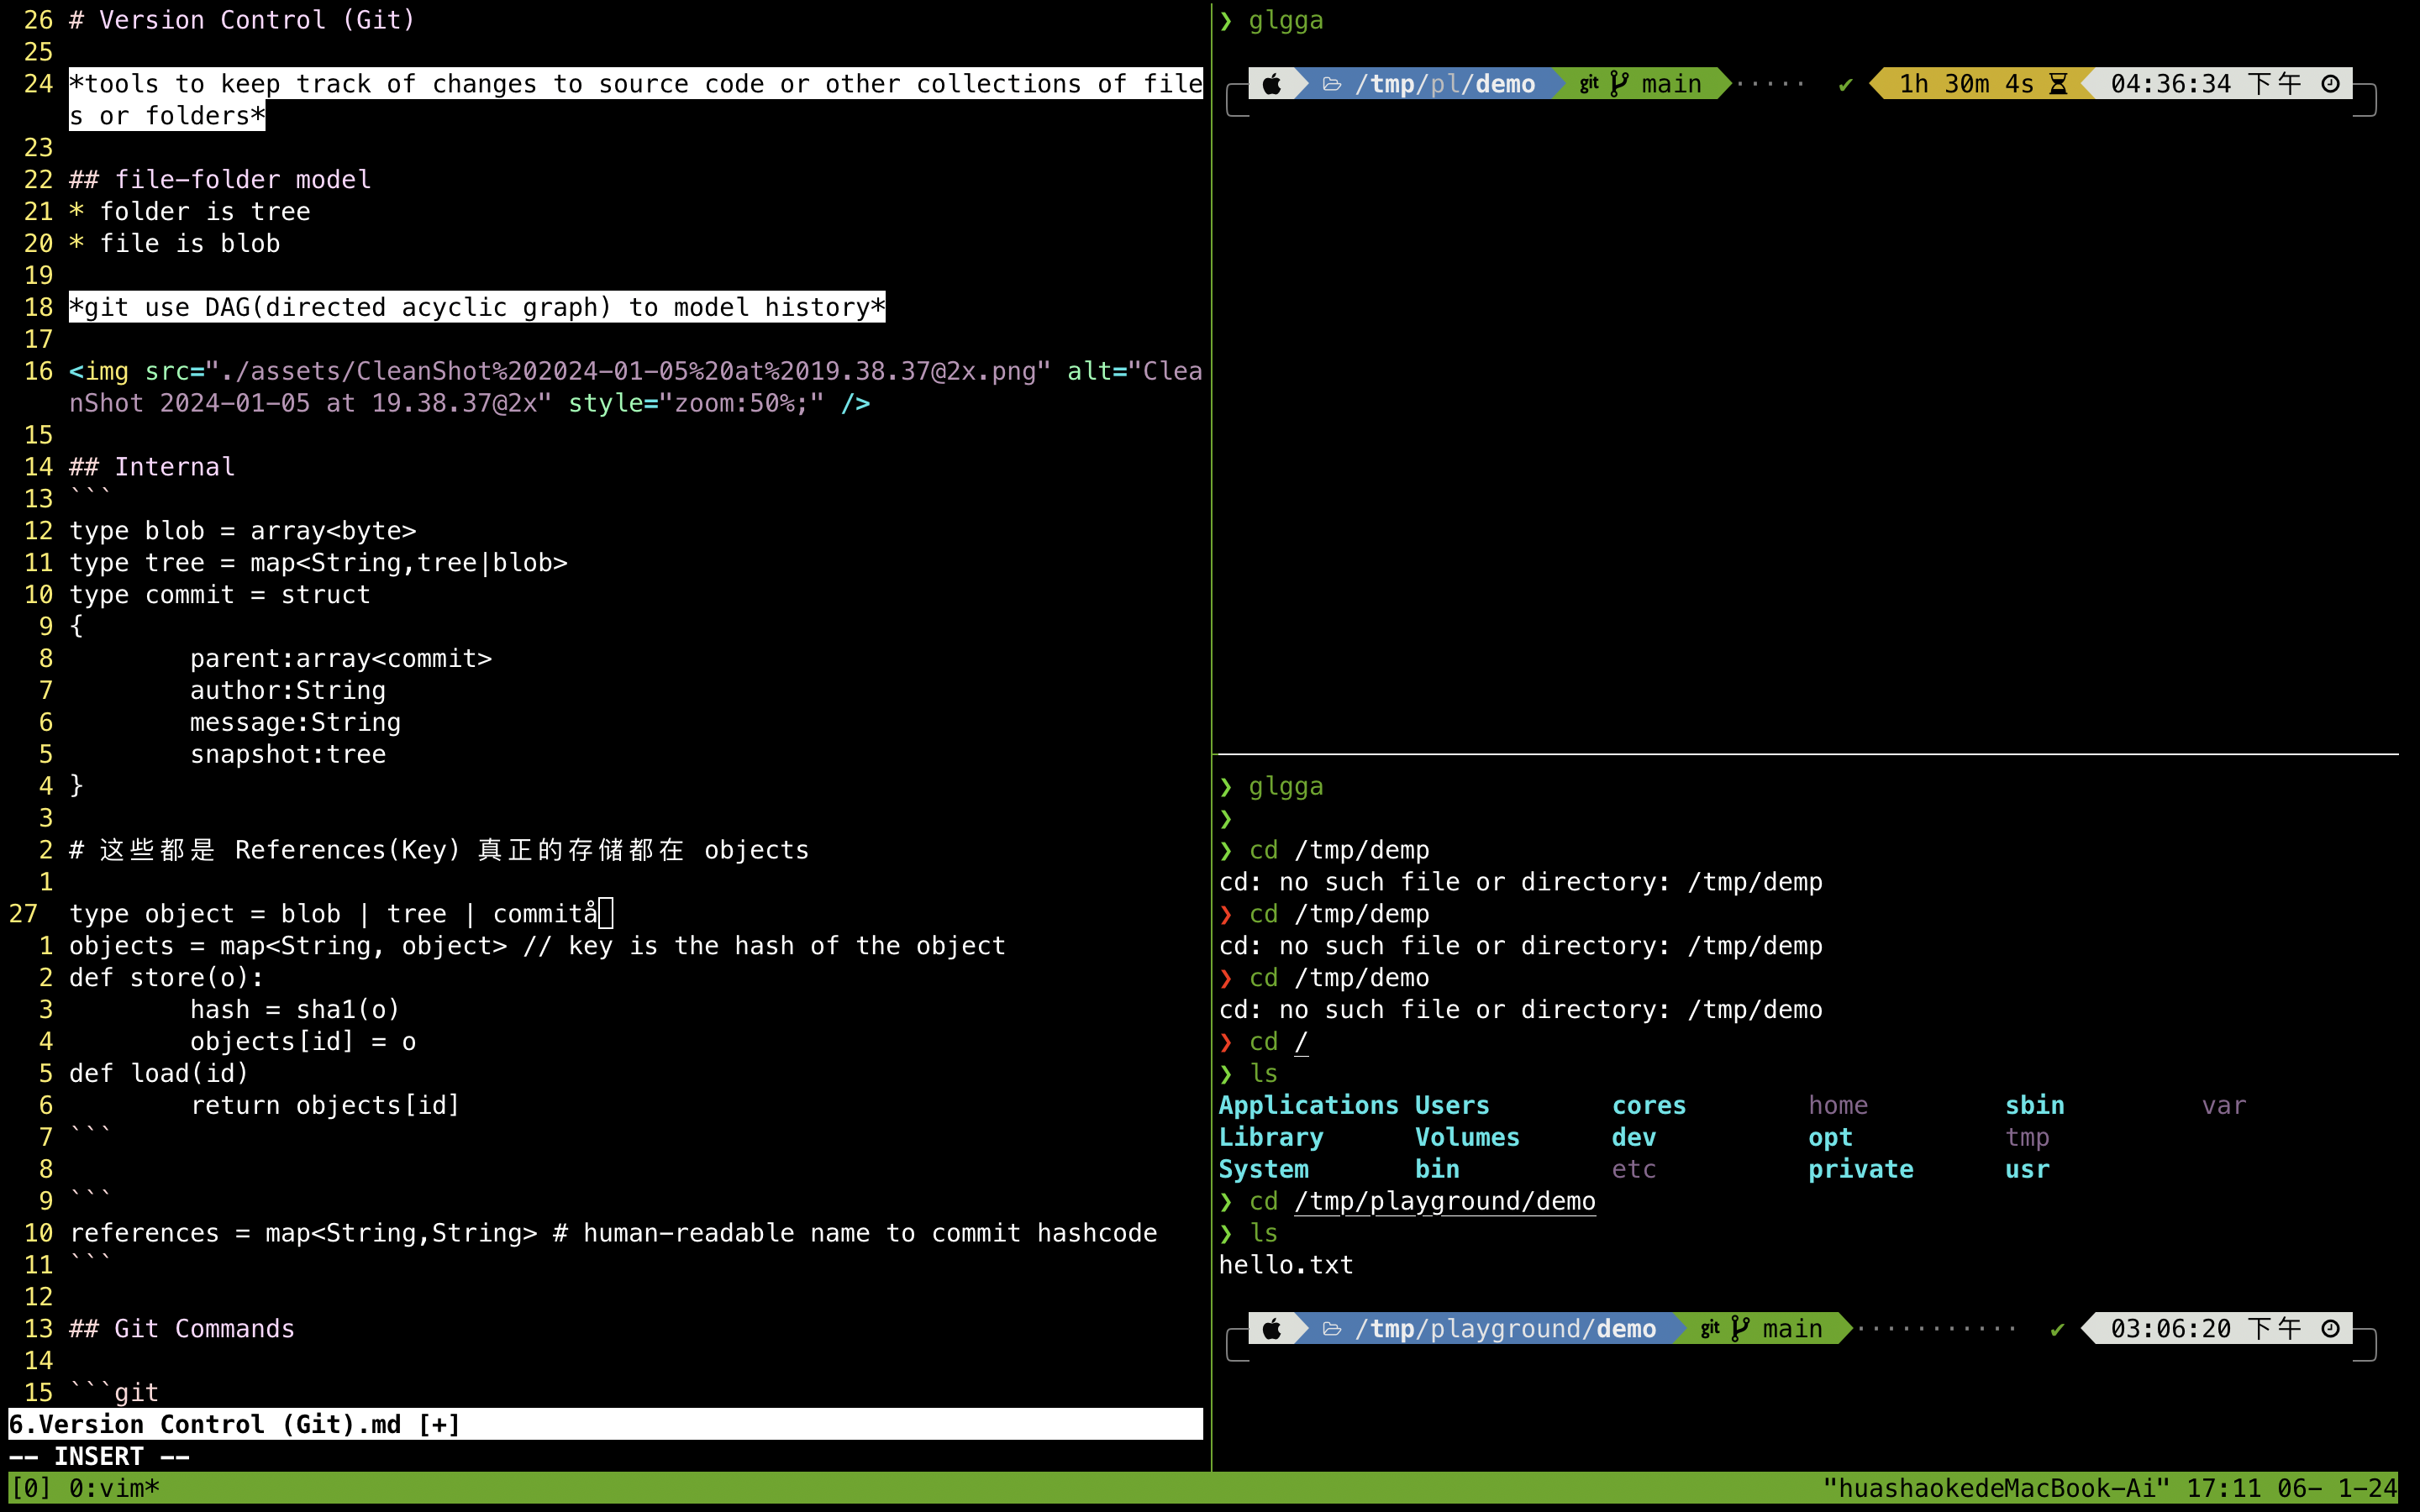 26 # Version Control (Git)
25
24 *tools to keep track of changes to source code or other collections of file
s or folders*
23
22 ## file-folder model
21 * folder is tree
20 * file is blob
19
18 *git use DAG(directed acyclic graph) to model history*
17
16 <img src="./assets/CleanShot%202024-01-05%20at%2019.38.37@2x.png" alt="Clea
nShot 2024-01-05 at 19.38.37@2x" style="zoom:50%;" />
15
14 ## Internal
13 ```
12 type blob = array<byte>
11 type tree = map<String,tree|blob>
10 type commit = struct
9 {
8         parent:array<commit>
7         author:String
6         message:String
5         snapshot:tree
4 }
3
2 # 这些都是 References(Key) 真正的存储都在 objects
1
27 type object = blob | tree | commitå
1 objects = map<String, object> // key is the hash of the object
2 def store(o):
3         hash = sha1(o)
4         objects[id] = o
5 def load(id)
6         return objects[id]
7 ```
8
9 ```
10 references = map<String,String> # human-readable name to commit hashcode
11 ```
12
13 ## Git Commands
14
15 ```git
6.Version Control (Git).md [+]
-- INSERT --
❯ glgga
/tmp/pl/demo git main ····· ✔ 1h 30m 4s 04:36:34 下午
❯ glgga
❯
❯ cd /tmp/demp
cd: no such file or directory: /tmp/demp
❯ cd /tmp/demp
cd: no such file or directory: /tmp/demp
❯ cd /tmp/demo
cd: no such file or directory: /tmp/demo
❯ cd /
❯ ls
Applications Users cores home sbin var
Library Volumes dev opt tmp
System bin etc private usr
❯ cd /tmp/playground/demo
❯ ls
hello.txt
/tmp/playground/demo git main ··········· ✔ 03:06:20 下午
[0] 0:vim* "huashaokedeMacBook-Ai" 17:11 06- 1-24